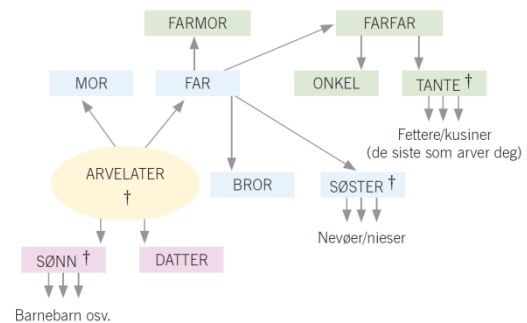 FARMOR
FARFAR
MOR
FAR
ONKEL
TANTE †
Fettere/kusiner
(de siste som arver deg)
ARVELATER
†
BROR
SØSTER †
Nevøer/nieser
SØNN †
DATTER
Barnebarn osv.